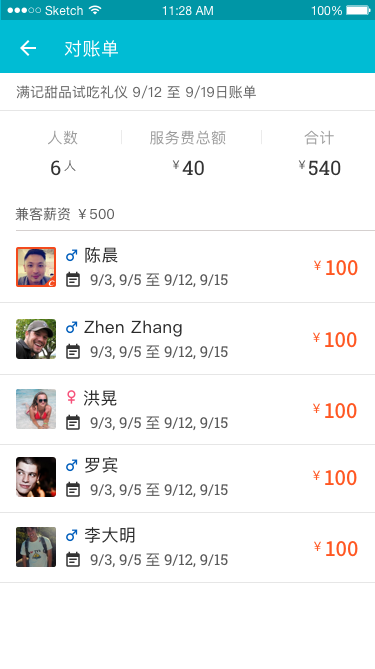 Sketch 11:28 AM 100%
对账单
满记甜品试吃礼仪 9/12 至 9/19日账单
人数 服务费总额 合计
6人 ¥40 ¥540
兼客薪资 ¥500
陈晨
9/3, 9/5 至 9/12, 9/15
¥100
Zhen Zhang
9/3, 9/5 至 9/12, 9/15
¥100
洪晃
9/3, 9/5 至 9/12, 9/15
¥100
罗宾
9/3, 9/5 至 9/12, 9/15
¥100
李大明
9/3, 9/5 至 9/12, 9/15
¥100